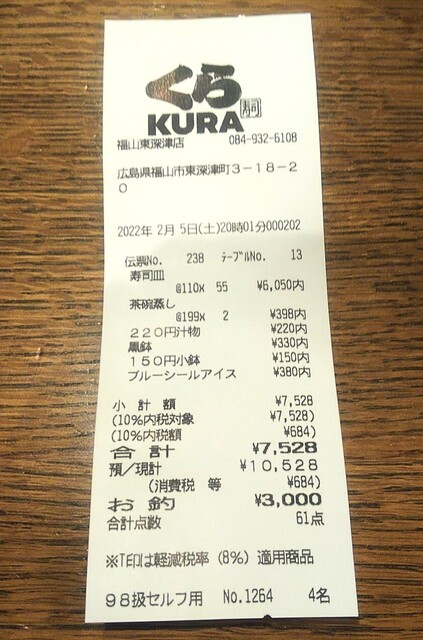 くら
寿司
KURA
福山東深津店 084-932-6108
広島県福山市東深津町3-18-2
0
2022年 2月 5日(土)20時01分000202
伝票No. 238 テーブルNo. 13
寿司皿
@110× 55 ¥6,050内
茶碗蒸し
@199× 2 ¥398内
220円汁物 ¥220内
黒鉢 ¥330内
150円小鉢 ¥150内
ブルーシールアイス ¥380内
小 計 額 ¥7,528
(10%内税対象 ¥7,528)
(10%内税額 ¥684)
合 計 ¥7,528
預/現計 ¥10,528
(消費税 等 ¥684)
お 釣 ¥3,000
合計点数 61点
※TE印は軽減税率(8%)適用商品
98扱セルフ用 No.1264 4名